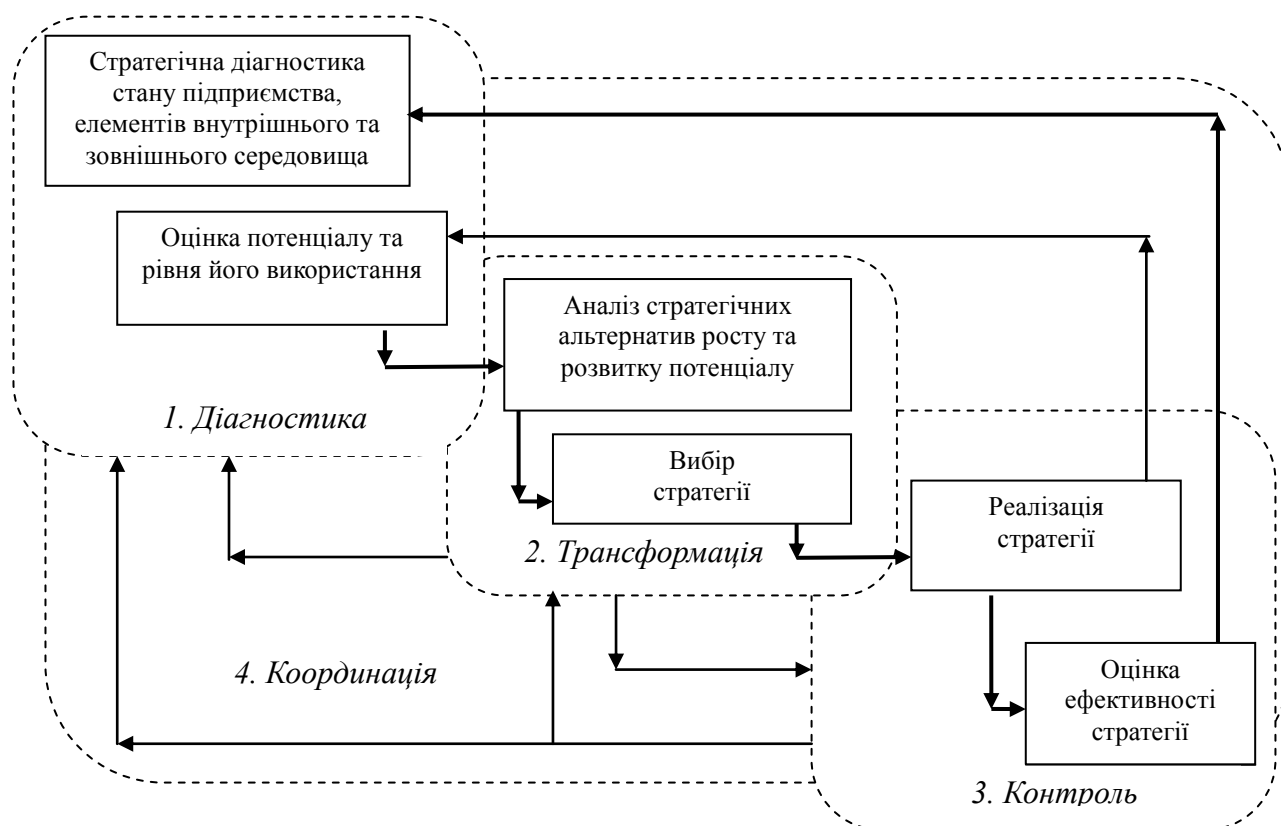 Стратегічна діагностика
стану підприємства,
елементів внутрішнього та
зовнішнього середовища
Оцінка потенціалу та
рівня його використання
1. Діагностика
Аналіз стратегічних
альтернатив росту та
розвитку потенціалу
Вибір
стратегії
2. Трансформація
Реалізація
стратегії
Оцінка
ефективності
стратегії
3. Контроль
4. Координація